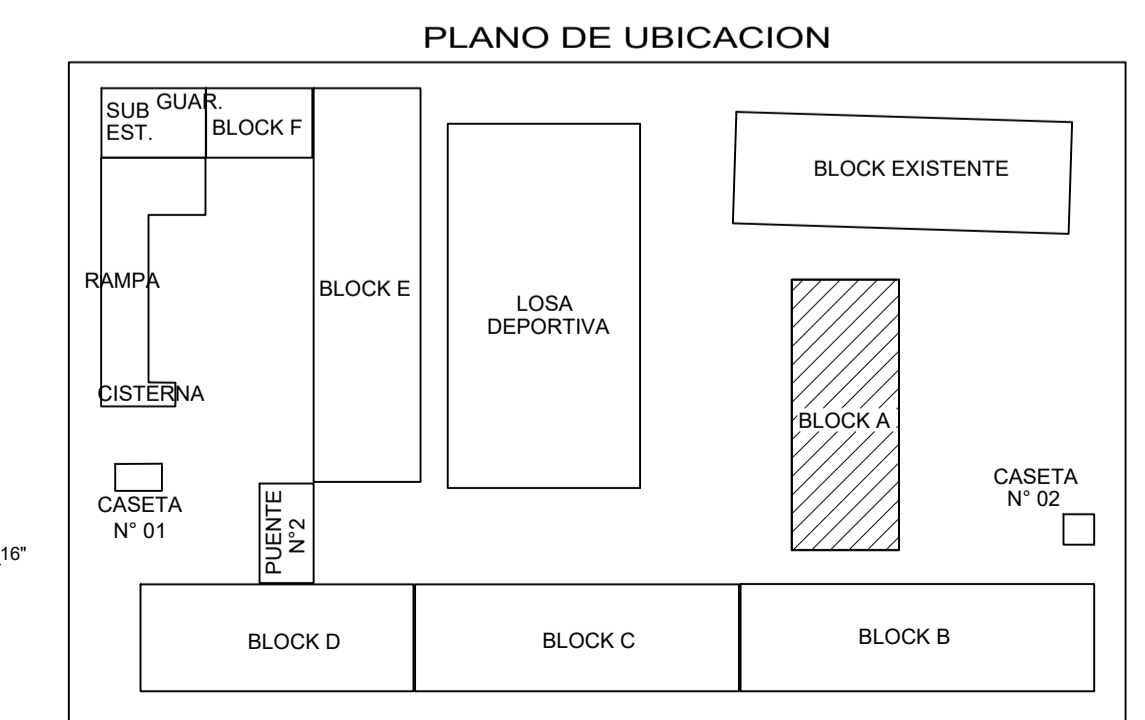 PLANO DE UBICACION
SUB
EST.
GUAR.
BLOCK F
BLOCK EXISTENTE
RAMPA
BLOCK E
LOSA
DEPORTIVA
CISTERNA
BLOCK A
CASETA
N° 01
CASETA
N° 02
PUENTE
N°2
16"
BLOCK D
BLOCK C
BLOCK B